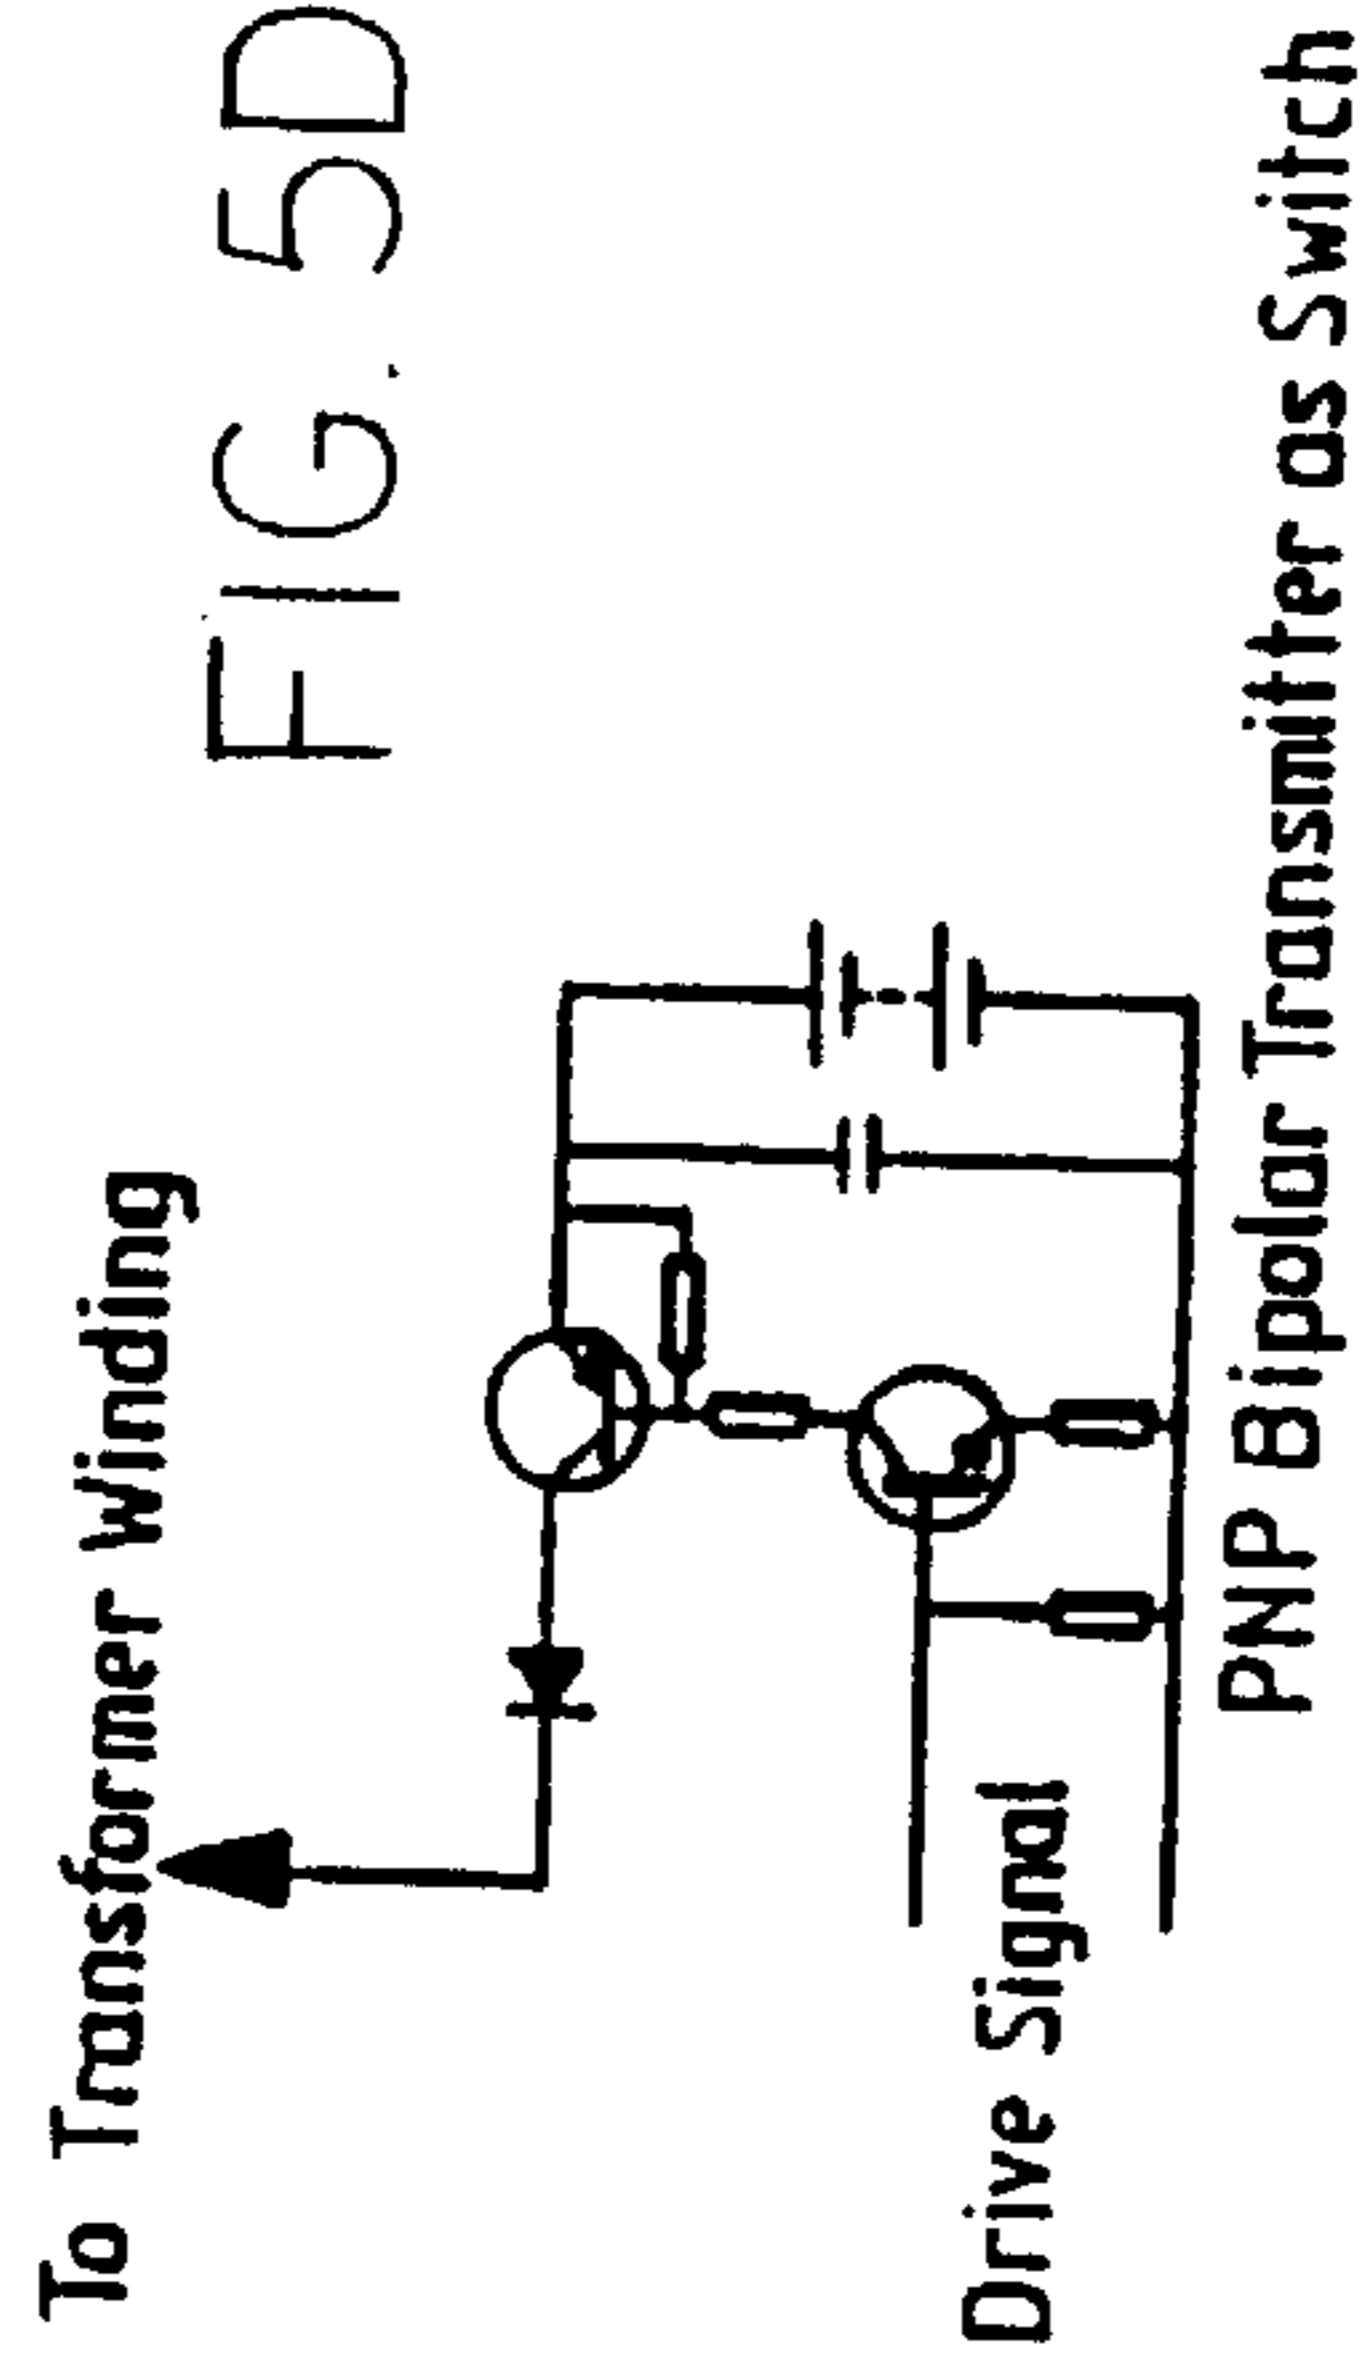 FIG. 5D
To Transformer Winding
Drive Signal
PNP Bipolar Transmitter as Switch